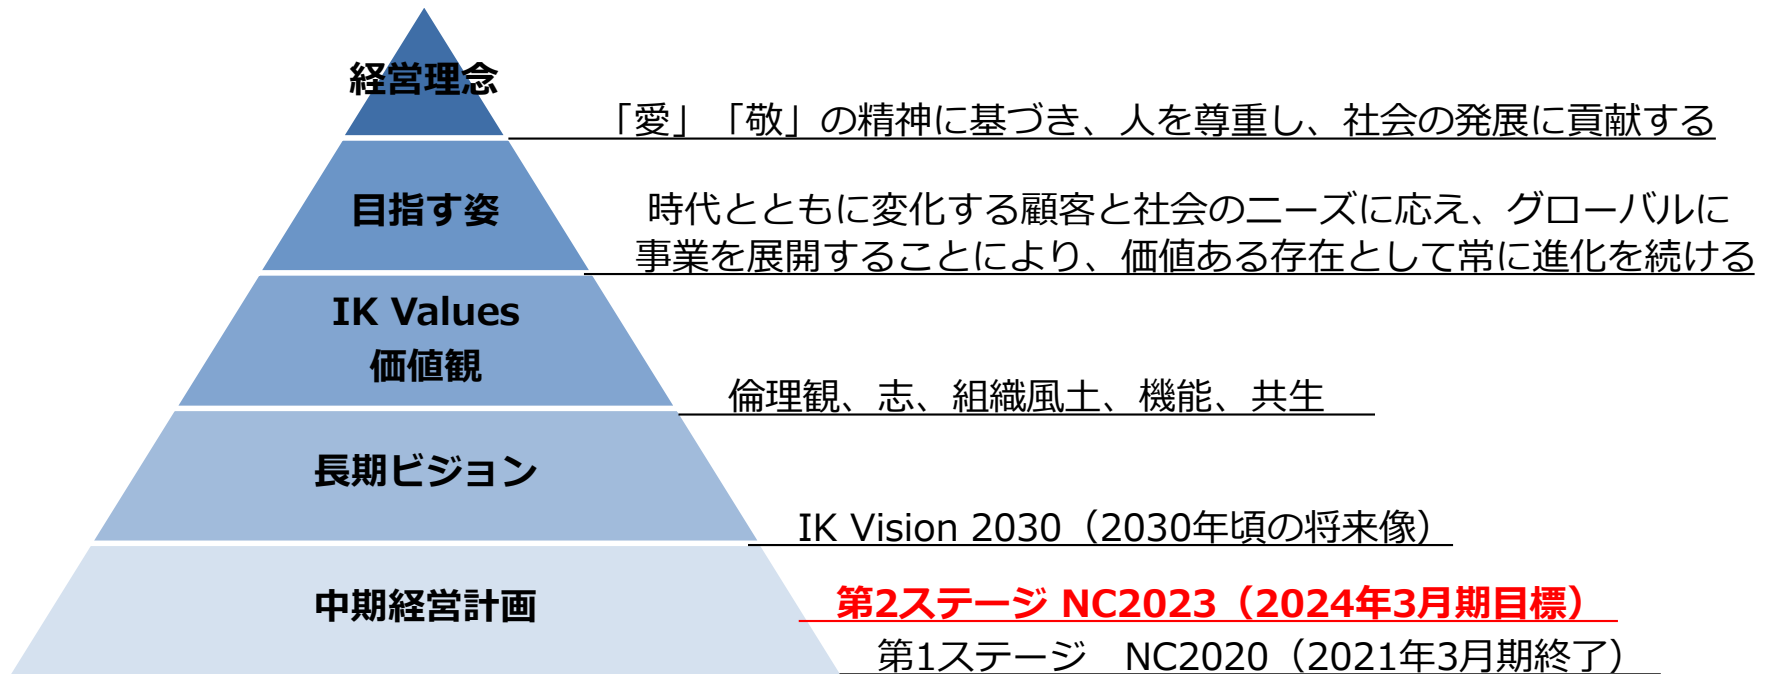 経営理念
「愛」「敬」の精神に基づき、人を尊重し、社会の発展に貢献する
目指す姿
時代とともに変化する顧客と社会のニーズに応え、グローバルに
事業を展開することにより、価値ある存在として常に進化を続ける
IK Values
価値観
倫理観、志、組織風土、機能、共生
長期ビジョン
IK Vision 2030（2030年頃の将来像）
中期経営計画
第2ステージ NC2023（2024年3月期目標）
第1ステージ　NC2020（2021年3月期終了）